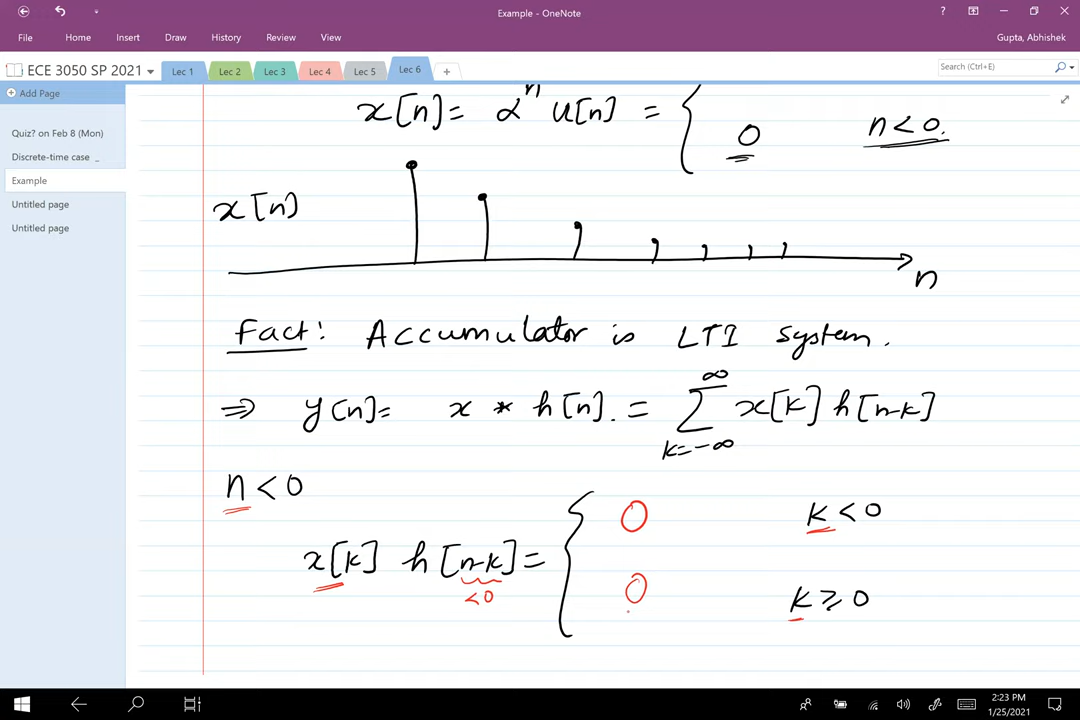 Example - OneNote
File Home Insert Draw History Review View Gupta, Abhishek
ECE 3050 SP 2021 Lec 1 Lec 2 Lec 3 Lec 4 Lec 5 Lec 6 Search (Ctrl+E)
Add Page
Quiz? on Feb 8 (Mon)
Discrete-time case _
Example
Untitled page
Untitled page
x[n]= α^n u[n] = { 0 n<0.
x[n]
n
Fact: Accumulator is LTI system.
⇒ y[n]= x * h[n]. = ∑_{k=-∞}^{∞} x[k] h[n-k]
n<0
x[k] h[n-k] = { 0 k<0
<0
0 k≥0
2:23 PM
1/25/2021